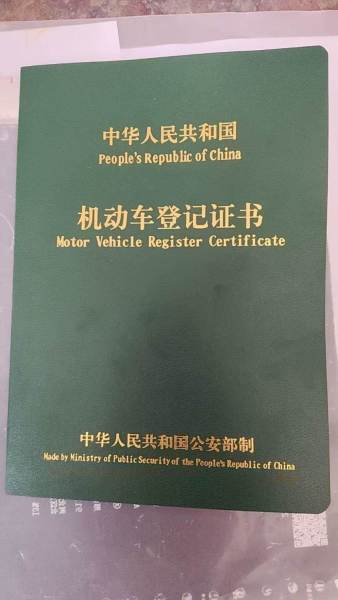 中华人民共和国
People's Republic of China
机动车登记证书
Motor Vehicle Register Certificate
中华人民共和国公安部制
Made by Ministry of Public Security of the People's Republic of China